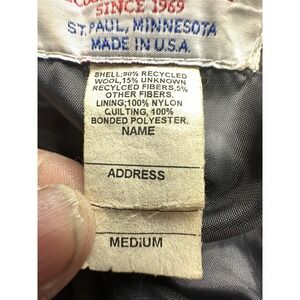 SINCE 1969
ST. PAUL, MINNESOTA
MADE IN U.S.A.
SHELL:80% RECYCLED
WOOL,15% UNKNOWN
RECYLCED FIBERS,5%
OTHER FIBERS.
LINING;100% NYLON
QUILTING, 100%
BONDED POLYESTER.
NAME
ADDRESS
MEDIUM